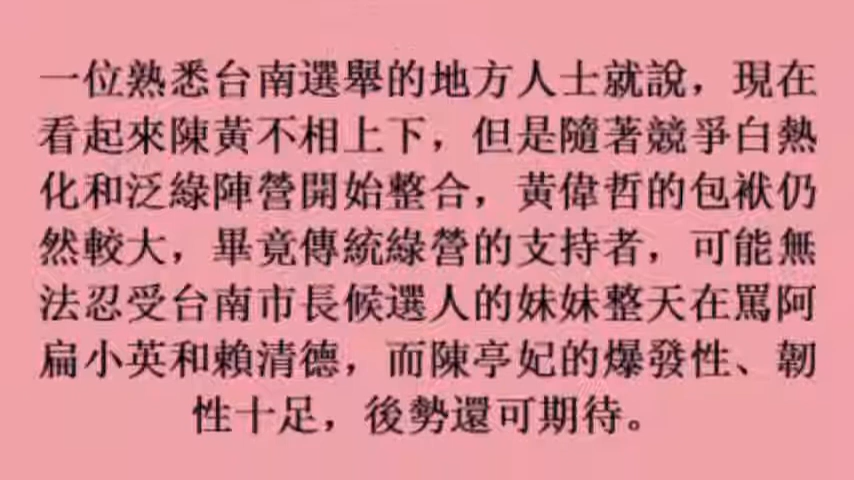 一位熟悉台南選舉的地方人士就說，現在
看起來陳黃不相上下，但是隨著競爭白熱
化和泛綠陣營開始整合，黃偉哲的包袱仍
然較大，畢竟傳統綠營的支持者，可能無
法忍受台南市長候選人的妹妹整天在罵阿
扁小英和賴清德，而陳亭妃的爆發性、韌
性十足，後勢還可期待。